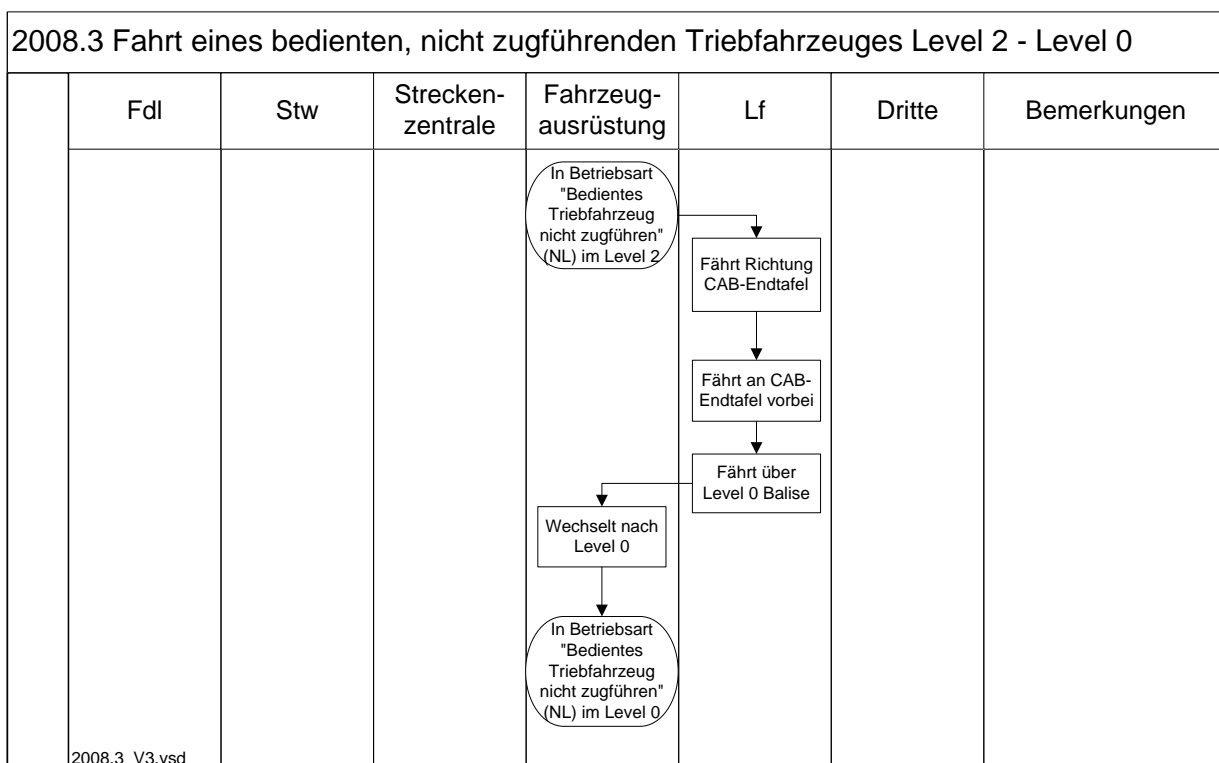 2008.3 Fahrt eines bedienten, nicht zugführenden Triebfahrzeuges Level 2 - Level 0
Fdl
Stw
Strecken-
zentrale
Fahrzeug-
ausrüstung
Lf
Dritte
Bemerkungen
In Betriebsart
"Bedientes
Triebfahrzeug
nicht zugführen"
(NL) im Level 2
Fährt Richtung
CAB-Endtafel
Fährt an CAB-
Endtafel vorbei
Fährt über
Level 0 Balise
Wechselt nach
Level 0
In Betriebsart
"Bedientes
Triebfahrzeug
nicht zugführen"
(NL) im Level 0
2008.3_V3.vsd